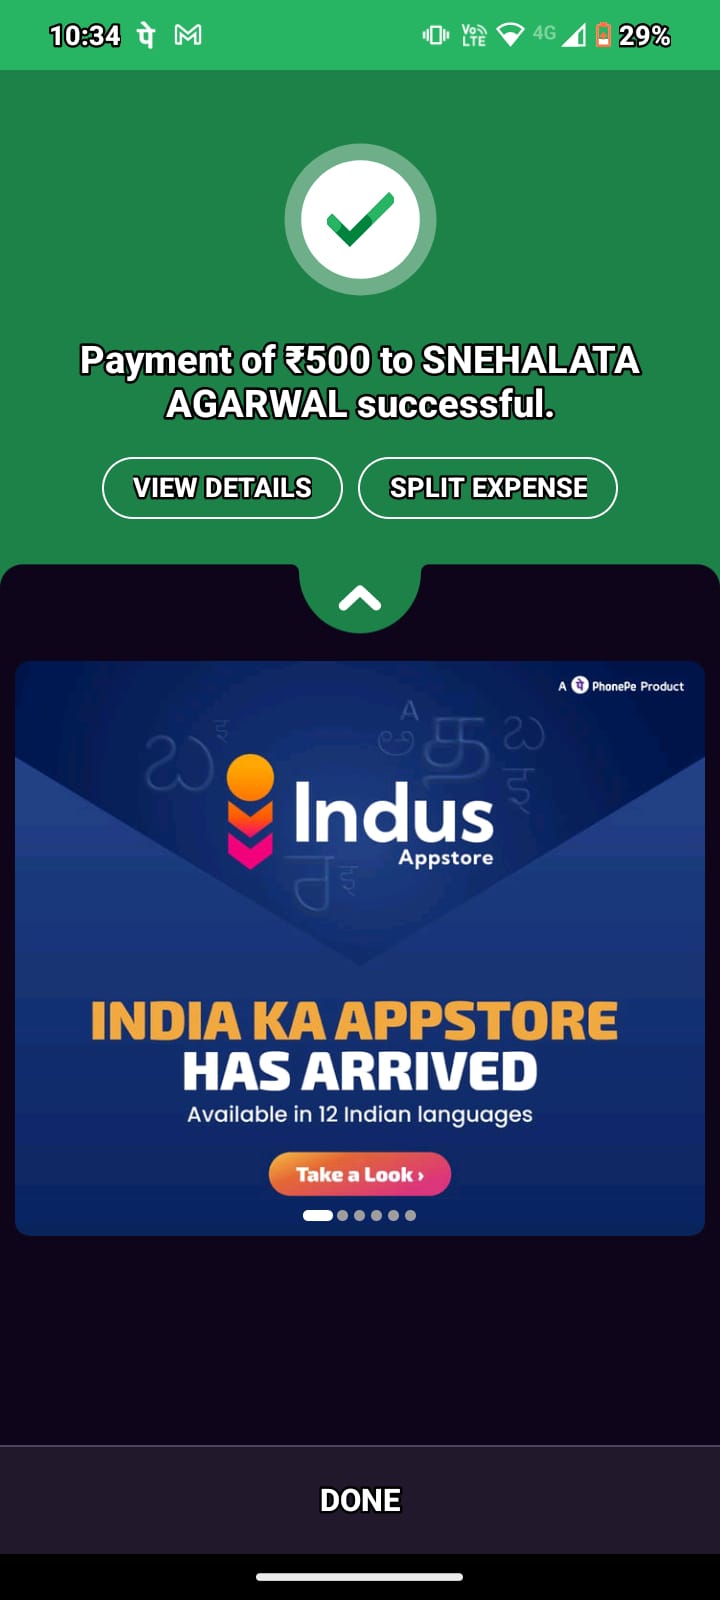 10:34 पे M Vo LTE 4G 29%
Payment of ₹500 to SNEHALATA
AGARWAL successful.
VIEW DETAILS SPLIT EXPENSE
A पे PhonePe Product
A
ಬ इ ಅ த ಬ
इ
Indus
Appstore
ਰ इ
INDIA KA APPSTORE
HAS ARRIVED
Available in 12 Indian languages
Take a Look ›
DONE